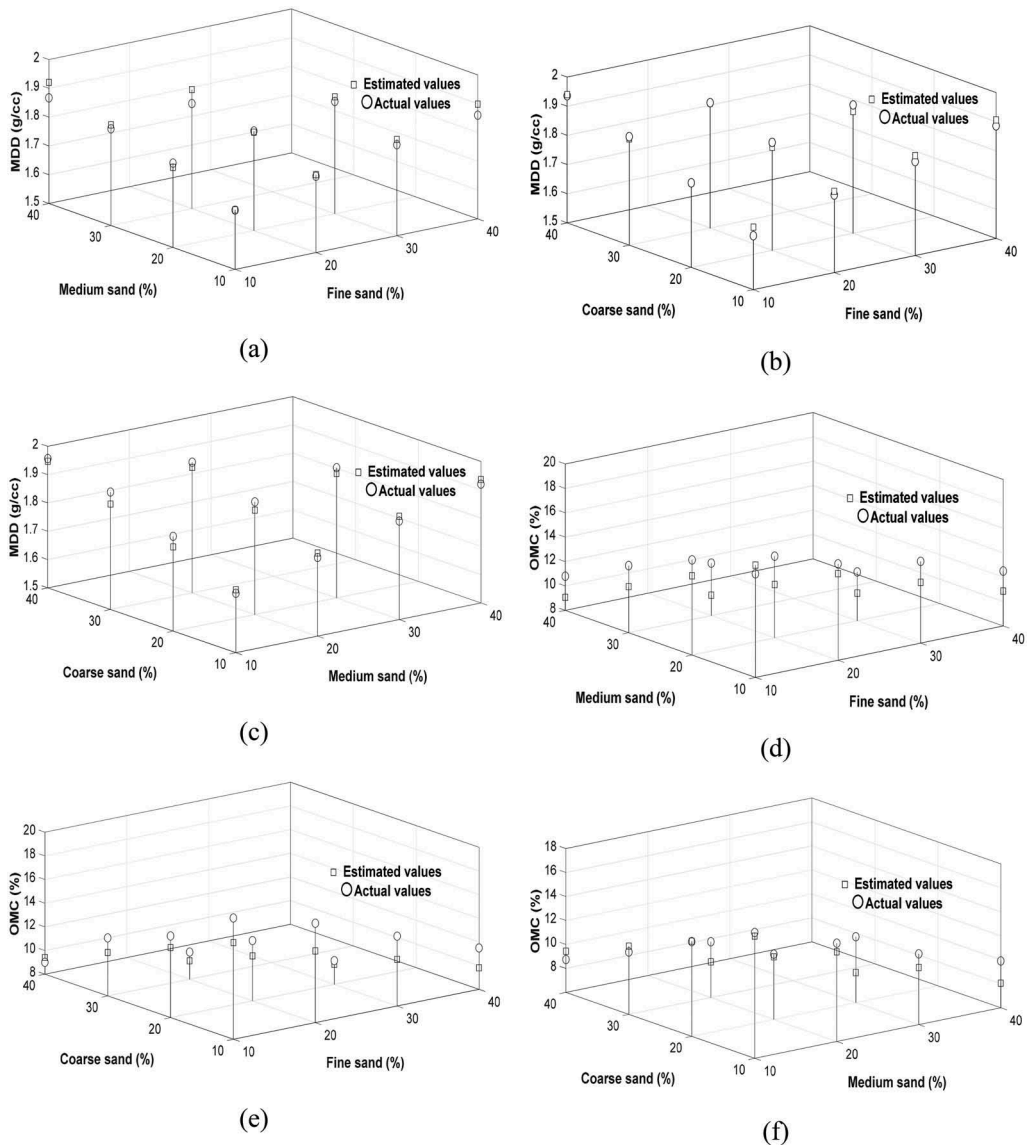 2
1.9
1.8
1.7
1.6
1.5
MDD (g/cc)
40
30
20
10
Medium sand (%)
10
20
30
40
Fine sand (%)
Estimated values
Actual values
(a)
2
1.9
1.8
1.7
1.6
1.5
MDD (g/cc)
40
30
20
10
Coarse sand (%)
10
20
30
40
Fine sand (%)
Estimated values
Actual values
(b)
2
1.9
1.8
1.7
1.6
1.5
MDD (g/cc)
40
30
20
10
Coarse sand (%)
10
20
30
40
Medium sand (%)
Estimated values
Actual values
(c)
20
18
16
14
12
10
8
OMC (%)
40
30
20
10
Medium sand (%)
10
20
30
40
Fine sand (%)
Estimated values
Actual values
(d)
20
18
16
14
12
10
8
OMC (%)
40
30
20
10
Coarse sand (%)
10
20
30
40
Fine sand (%)
Estimated values
Actual values
(e)
18
16
14
12
10
8
OMC (%)
40
30
20
10
Coarse sand (%)
10
20
30
40
Medium sand (%)
Estimated values
Actual values
(f)